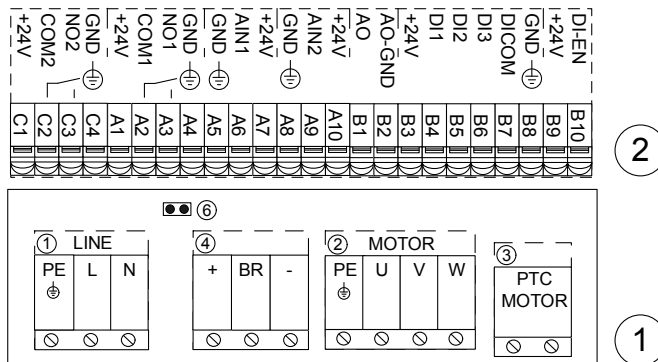 +24V COM2 NO2 GND +24V COM1 NO1 GND GND AIN1 +24V GND AIN2 +24V AO AO-GND +24V DI1 DI2 DI3 DICOM GND +24V DI-EN
C1 C2 C3 C4 A1 A2 A3 A4 A5 A6 A7 A8 A9 A10 B1 B2 B3 B4 B5 B6 B7 B8 B9 B10
2
6
1 LINE
PE L N
4
+ BR -
2 MOTOR
PE U V W
3
PTC
MOTOR
1